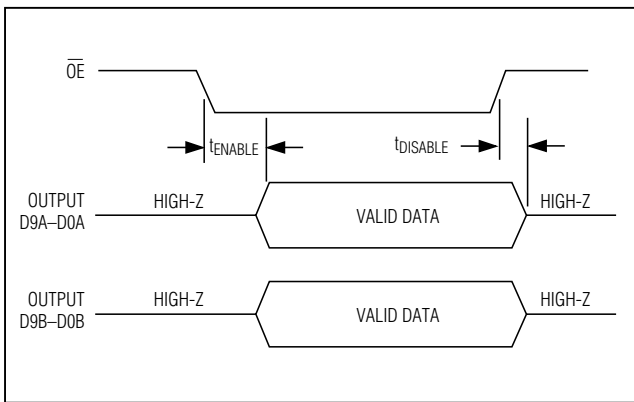 OE
tENABLE
tDISABLE
OUTPUT
D9A–D0A
HIGH-Z
VALID DATA
HIGH-Z
OUTPUT
D9B–D0B
HIGH-Z
VALID DATA
HIGH-Z